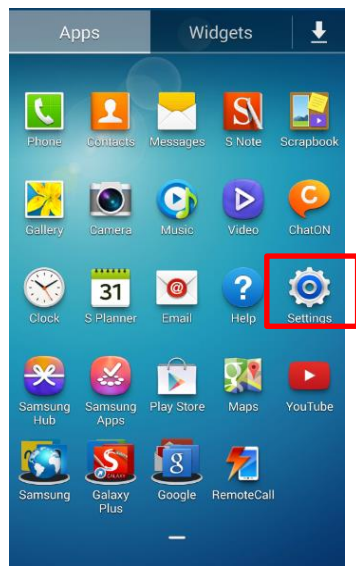 Apps Widgets
Phone Contacts Messages S Note Scrapbook
Gallery Camera Music Video ChatON
31
Clock S Planner Email Help Settings
Samsung Hub Samsung Apps Play Store Maps YouTube
Samsung Galaxy Plus Google RemoteCall